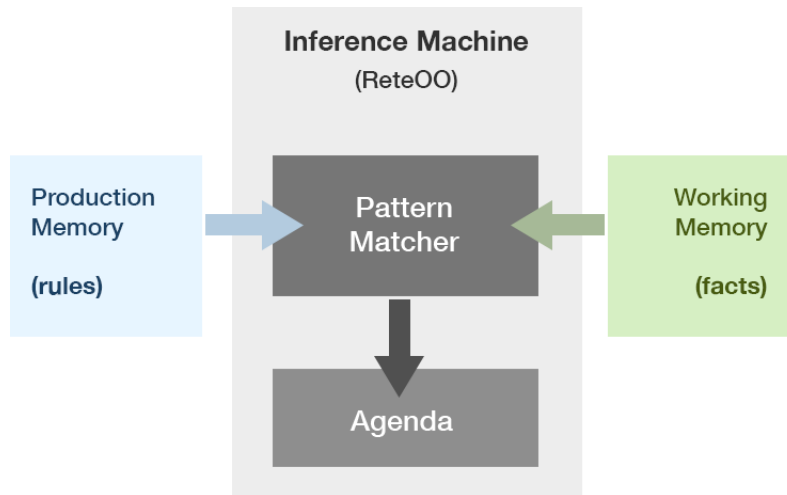 Inference Machine
(ReteOO)
Production
Memory
(rules)
Pattern
Matcher
Working
Memory
(facts)
Agenda